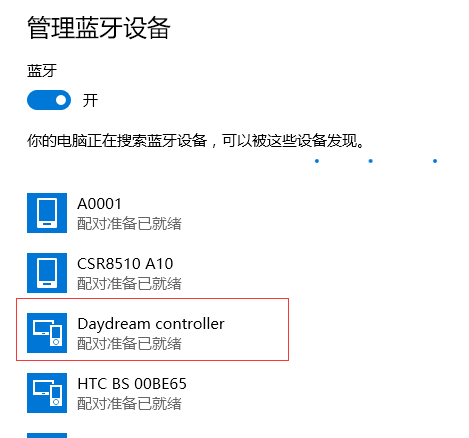 管理蓝牙设备
蓝牙
开
你的电脑正在搜索蓝牙设备，可以被这些设备发现。
A0001
配对准备已就绪
CSR8510 A10
配对准备已就绪
Daydream controller
配对准备已就绪
HTC BS 00BE65
配对准备已就绪